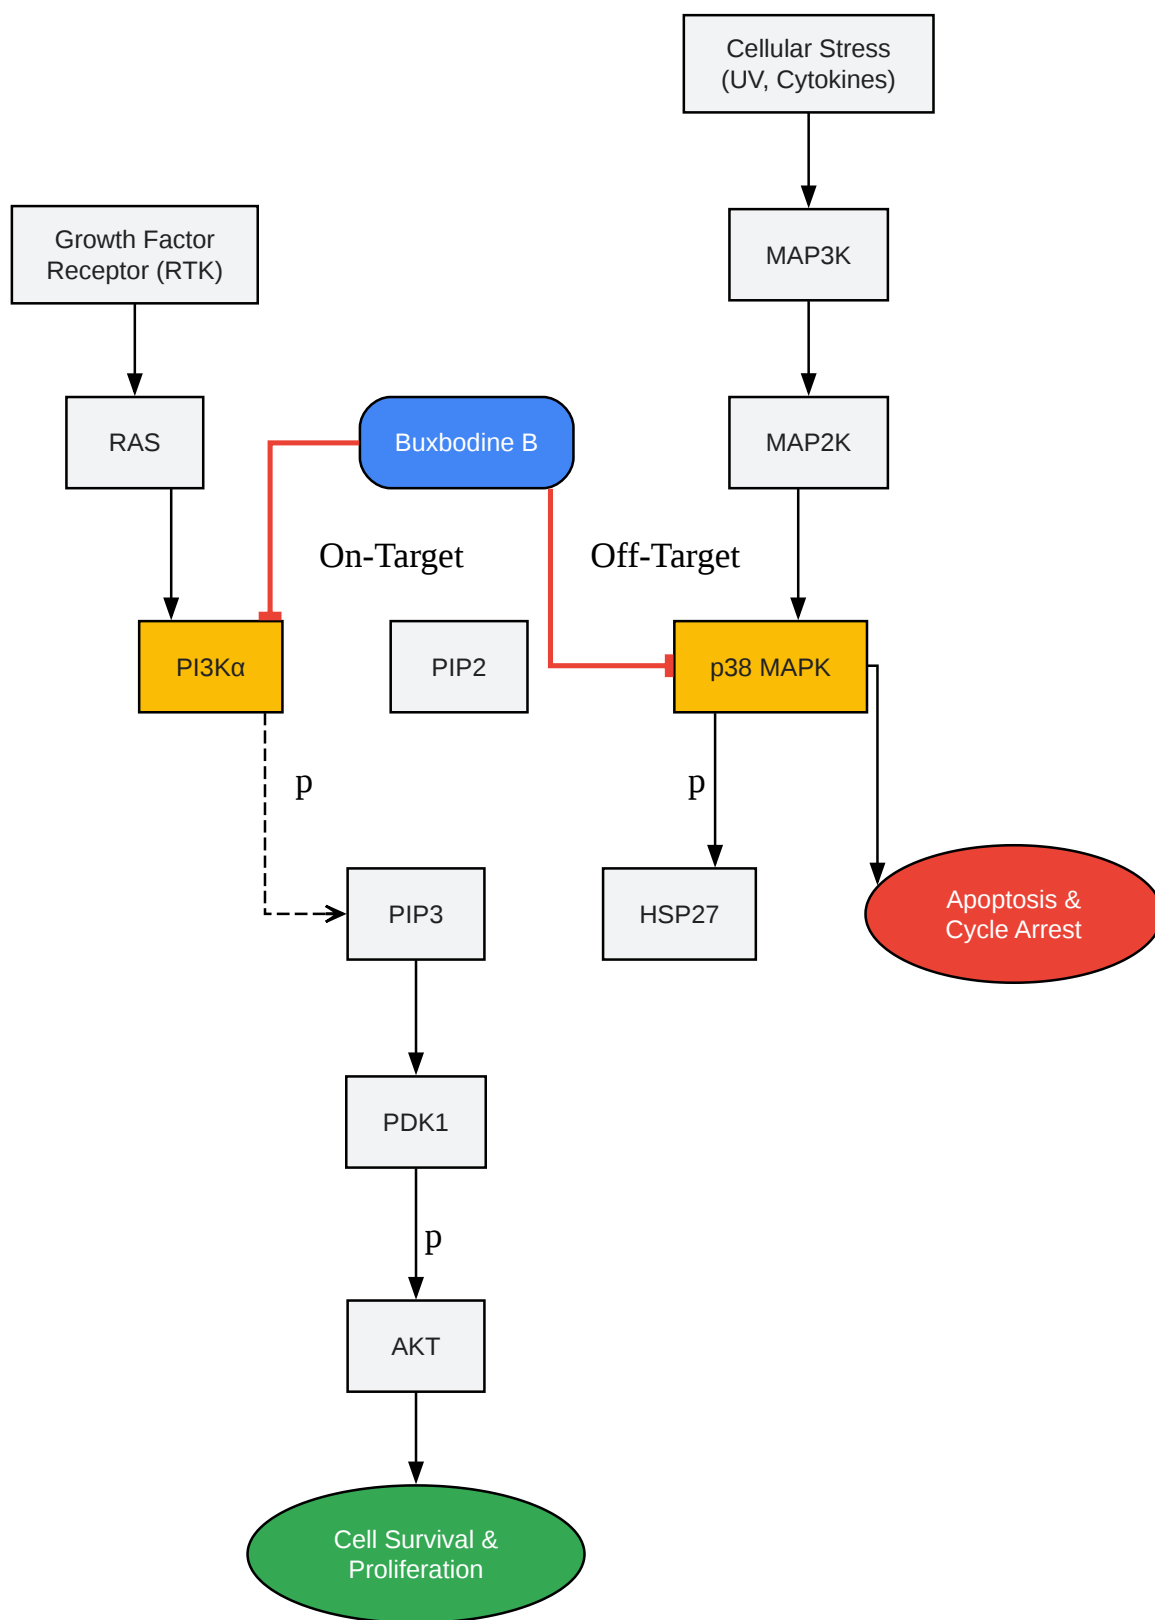 Cellular Stress
(UV, Cytokines)
Growth Factor
Receptor (RTK)
MAP3K
RAS
Buxbodine B
MAP2K
On-Target
Off-Target
PI3Kα
PIP2
p38 MAPK
p
p
PIP3
HSP27
Apoptosis &
Cycle Arrest
PDK1
p
AKT
Cell Survival &
Proliferation